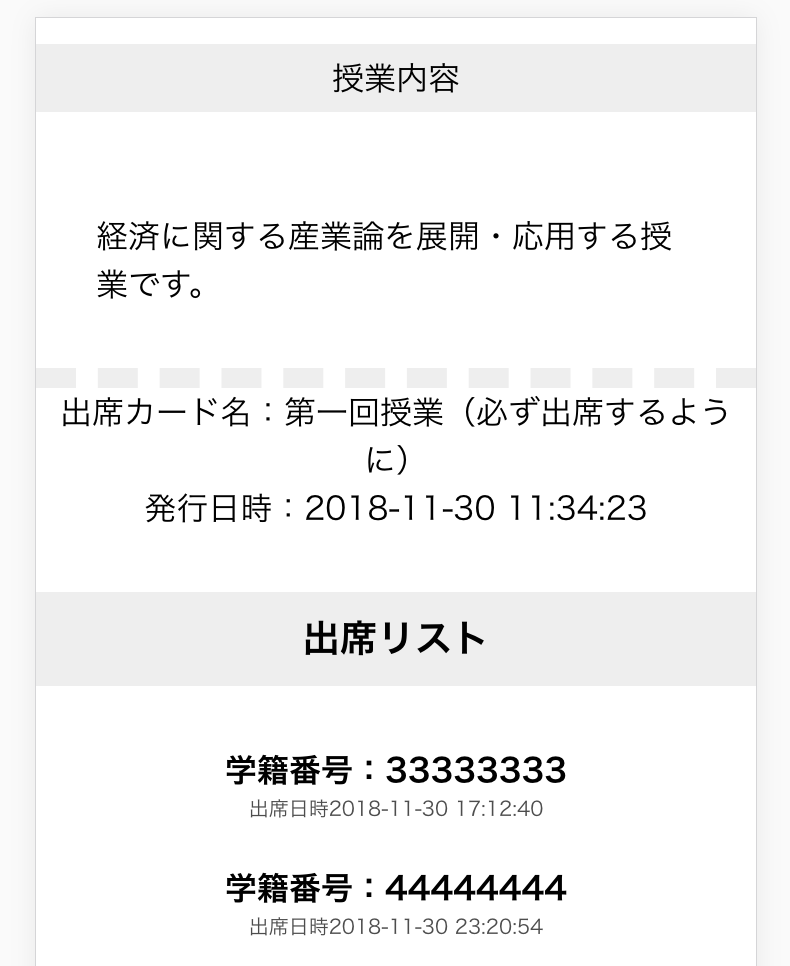 授業内容
経済に関する産業論を展開・応用する授
業です。
出席カード名：第一回授業（必ず出席するよう
に）
発行日時：2018-11-30 11:34:23
出席リスト
学籍番号：33333333
出席日時2018-11-30 17:12:40
学籍番号：44444444
出席日時2018-11-30 23:20:54